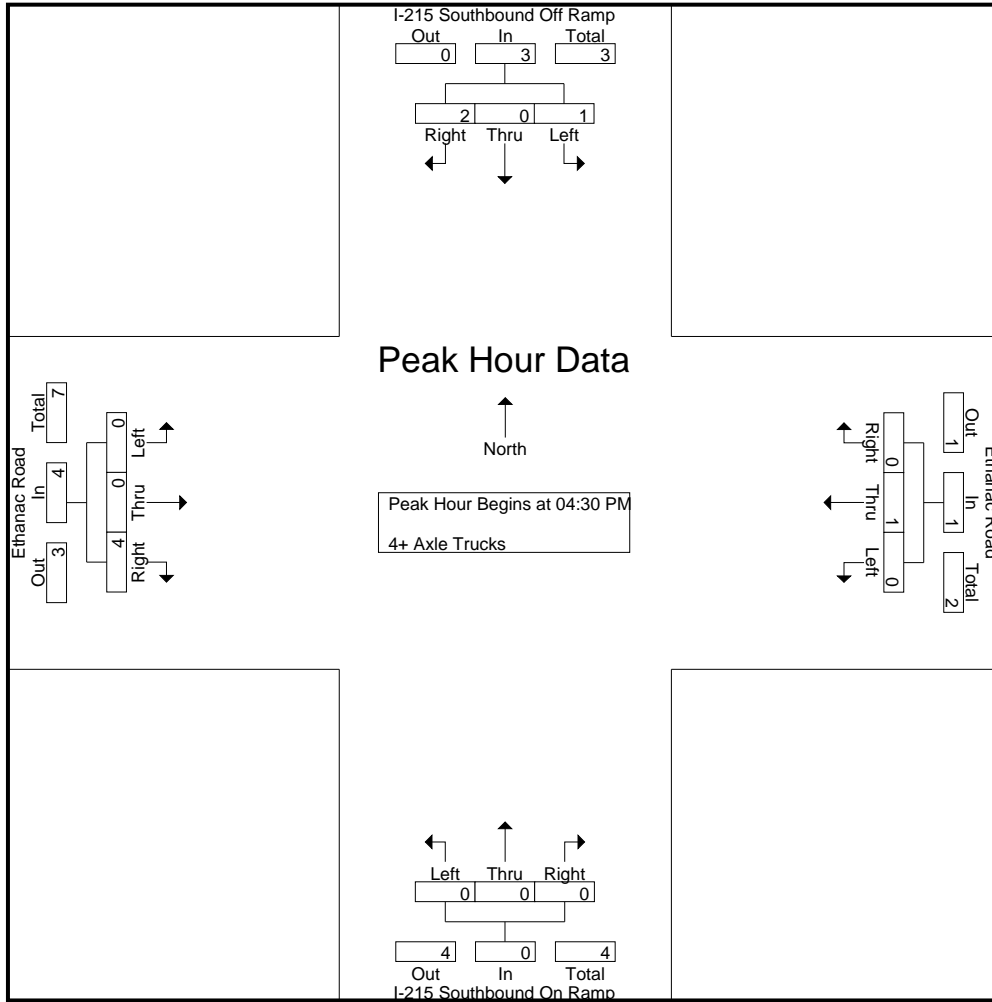 I-215 Southbound Off Ramp
Out In Total
0 3 3
2 0 1
Right Thru Left
Peak Hour Data
North
Peak Hour Begins at 04:30 PM
4+ Axle Trucks
Ethanac Road
Total In Out
7 4 3
0 0 4
Left Thru Right
Right Thru Left
0 1 0
Out In Total
1 1 2
Ethanac Road
Left Thru Right
0 0 0
4 0 4
Out In Total
I-215 Southbound On Ramp